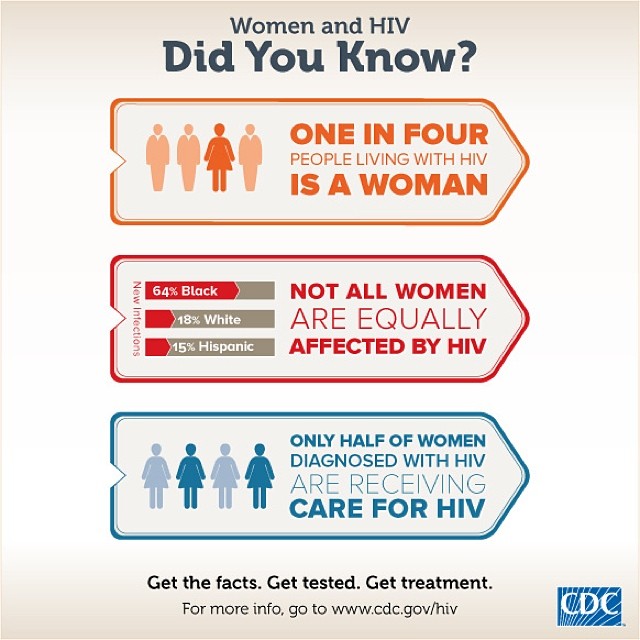 Women and HIV
Did You Know?
ONE IN FOUR
PEOPLE LIVING WITH HIV
IS A WOMAN
New Infections
64% Black
18% White
15% Hispanic
NOT ALL WOMEN
ARE EQUALLY
AFFECTED BY HIV
ONLY HALF OF WOMEN
DIAGNOSED WITH HIV
ARE RECEIVING
CARE FOR HIV
Get the facts. Get tested. Get treatment.
For more info, go to www.cdc.gov/hiv
CDC